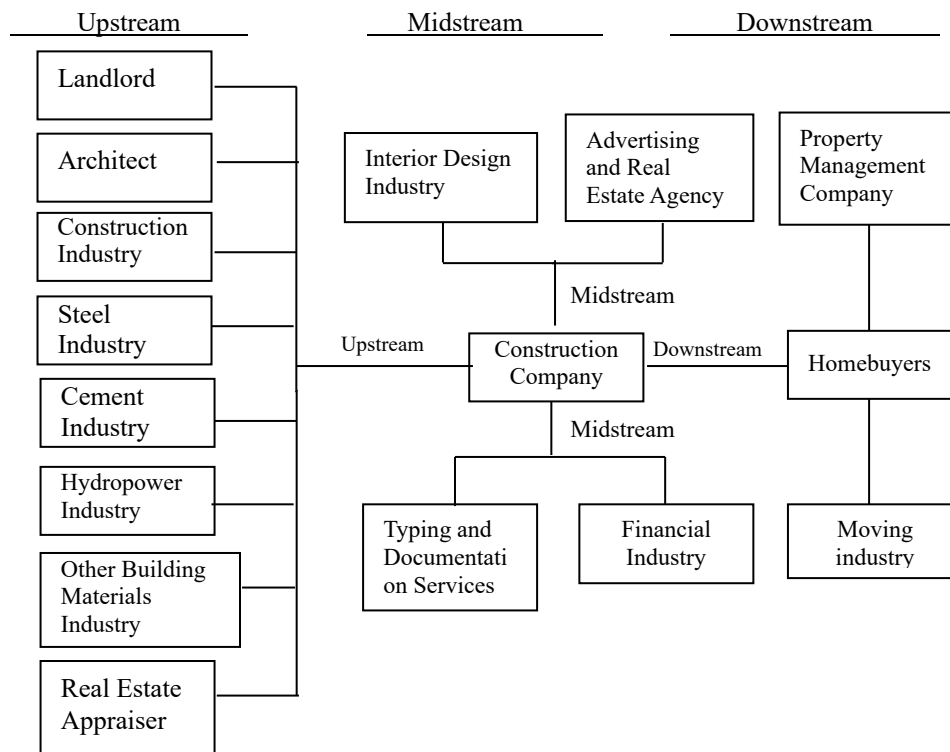 Upstream
Midstream
Downstream
Landlord
Architect
Construction
Industry
Steel
Industry
Cement
Industry
Hydropower
Industry
Other Building
Materials
Industry
Real Estate
Appraiser
Interior Design
Industry
Advertising
and Real
Estate Agency
Property
Management
Company
Midstream
Upstream
Construction
Company
Downstream
Homebuyers
Midstream
Typing and
Documentati
on Services
Financial
Industry
Moving
industry